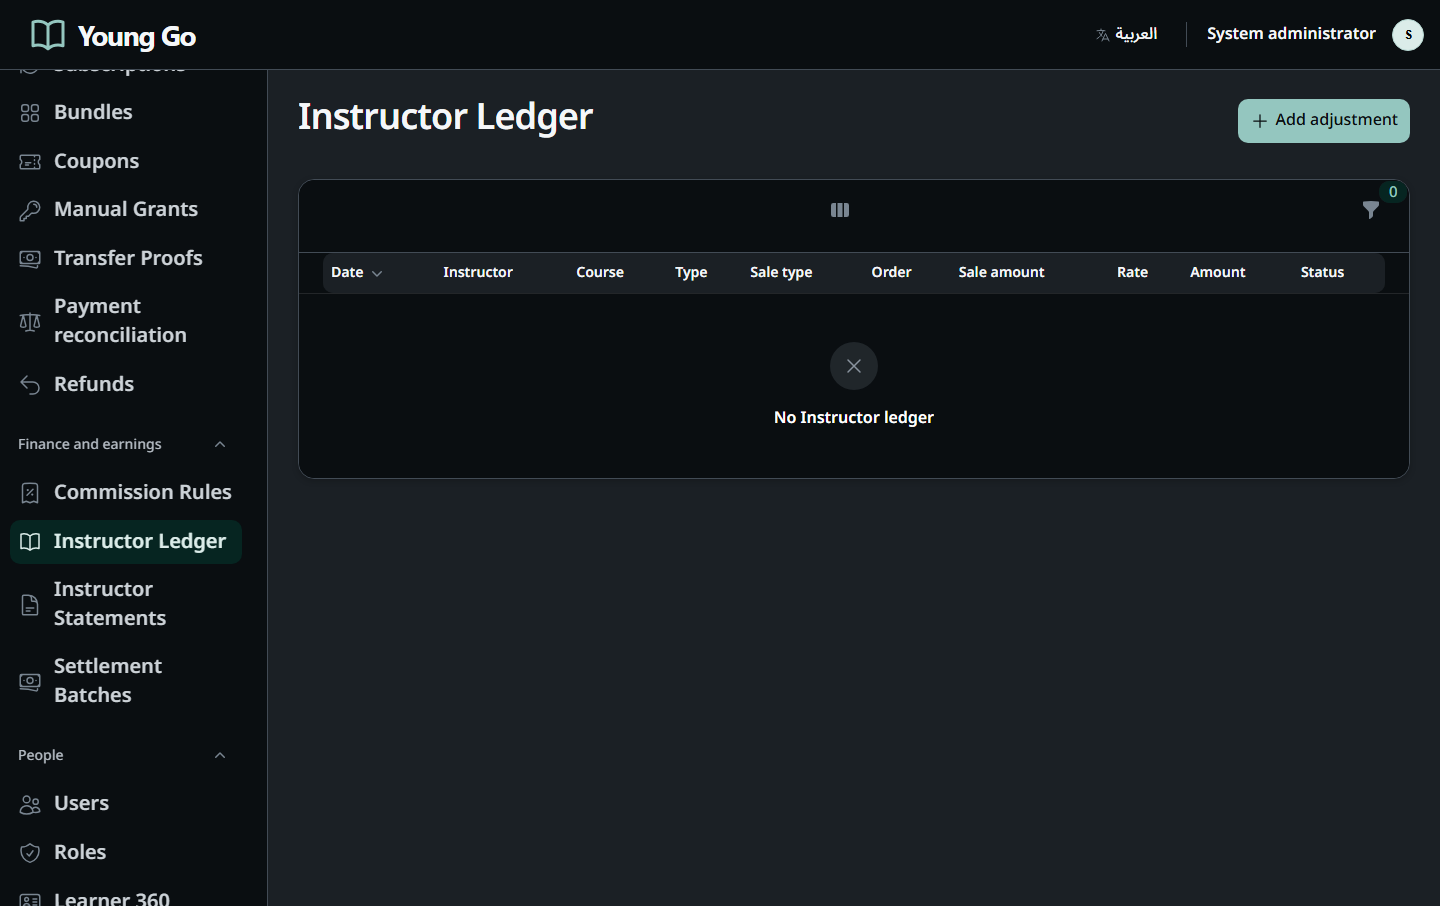 Young Go
العربية
System administrator
S
Subscriptions
Bundles
Coupons
Manual Grants
Transfer Proofs
Payment
reconciliation
Refunds
Finance and earnings
Commission Rules
Instructor Ledger
Instructor
Statements
Settlement
Batches
People
Users
Roles
Learner 360
Instructor Ledger
Add adjustment
0
Date Instructor Course Type Sale type Order Sale amount Rate Amount Status
No Instructor ledger